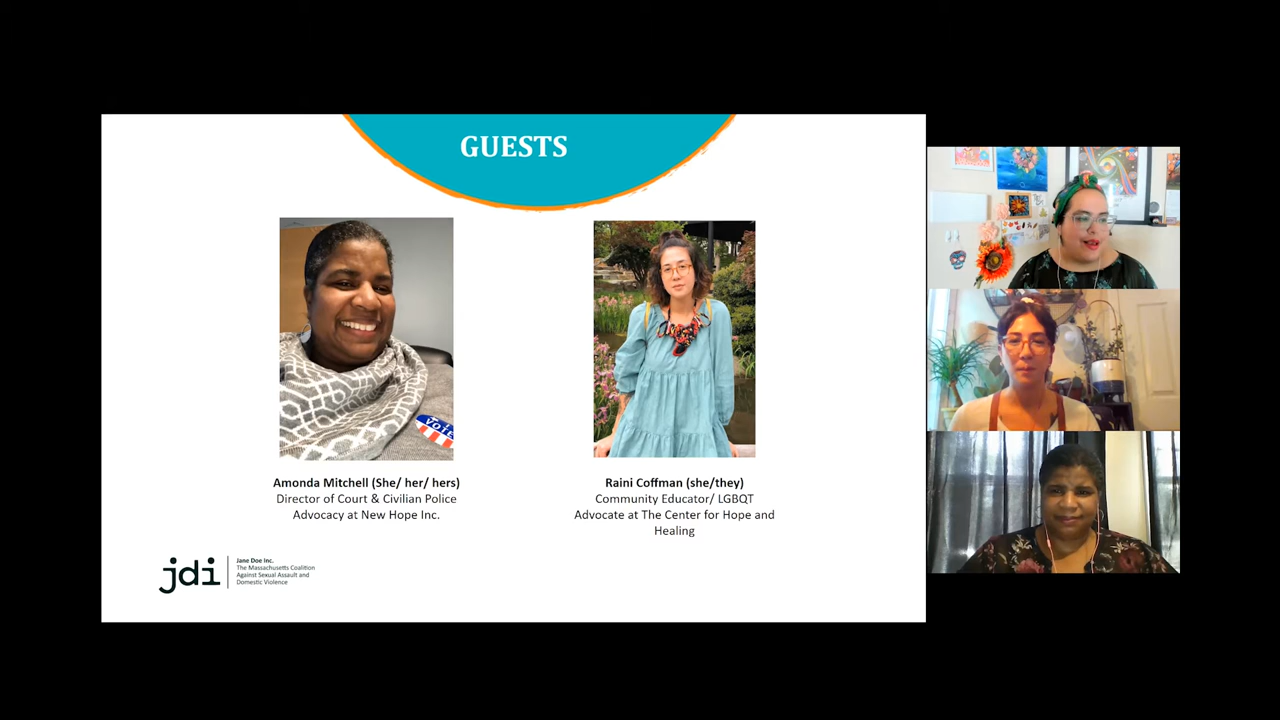 GUESTS
VOTE
Amonda Mitchell (She/ her/ hers)
Director of Court & Civilian Police
Advocacy at New Hope Inc.
Raini Coffman (she/they)
Community Educator/ LGBQT
Advocate at The Center for Hope and
Healing
jdi
Jane Doe Inc.
The Massachusetts Coalition
Against Sexual Assault and
Domestic Violence